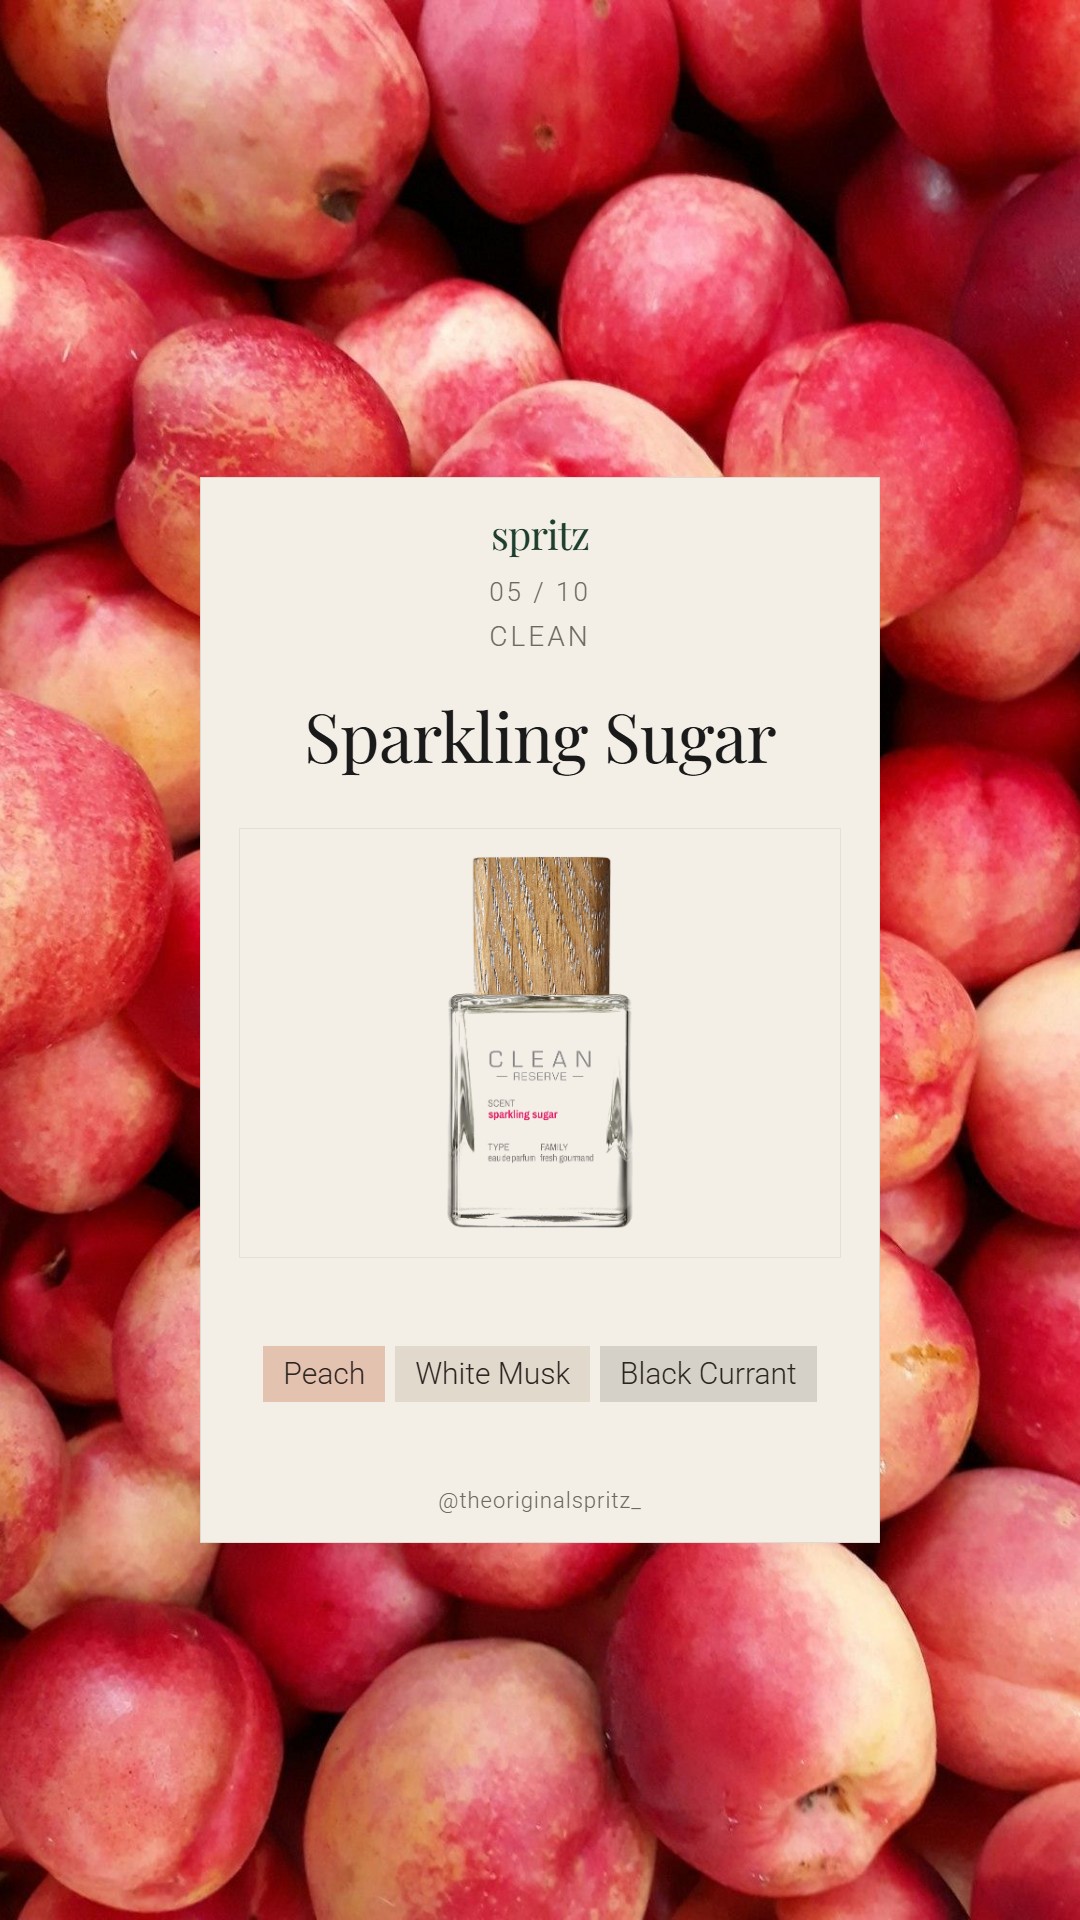 spritz
05 / 10
CLEAN
Sparkling Sugar
CLEAN
— RESERVE —
SCENT
sparkling sugar
TYPE FAMILY
eau de parfum fresh gourmand
Peach White Musk Black Currant
@theoriginalspritz_